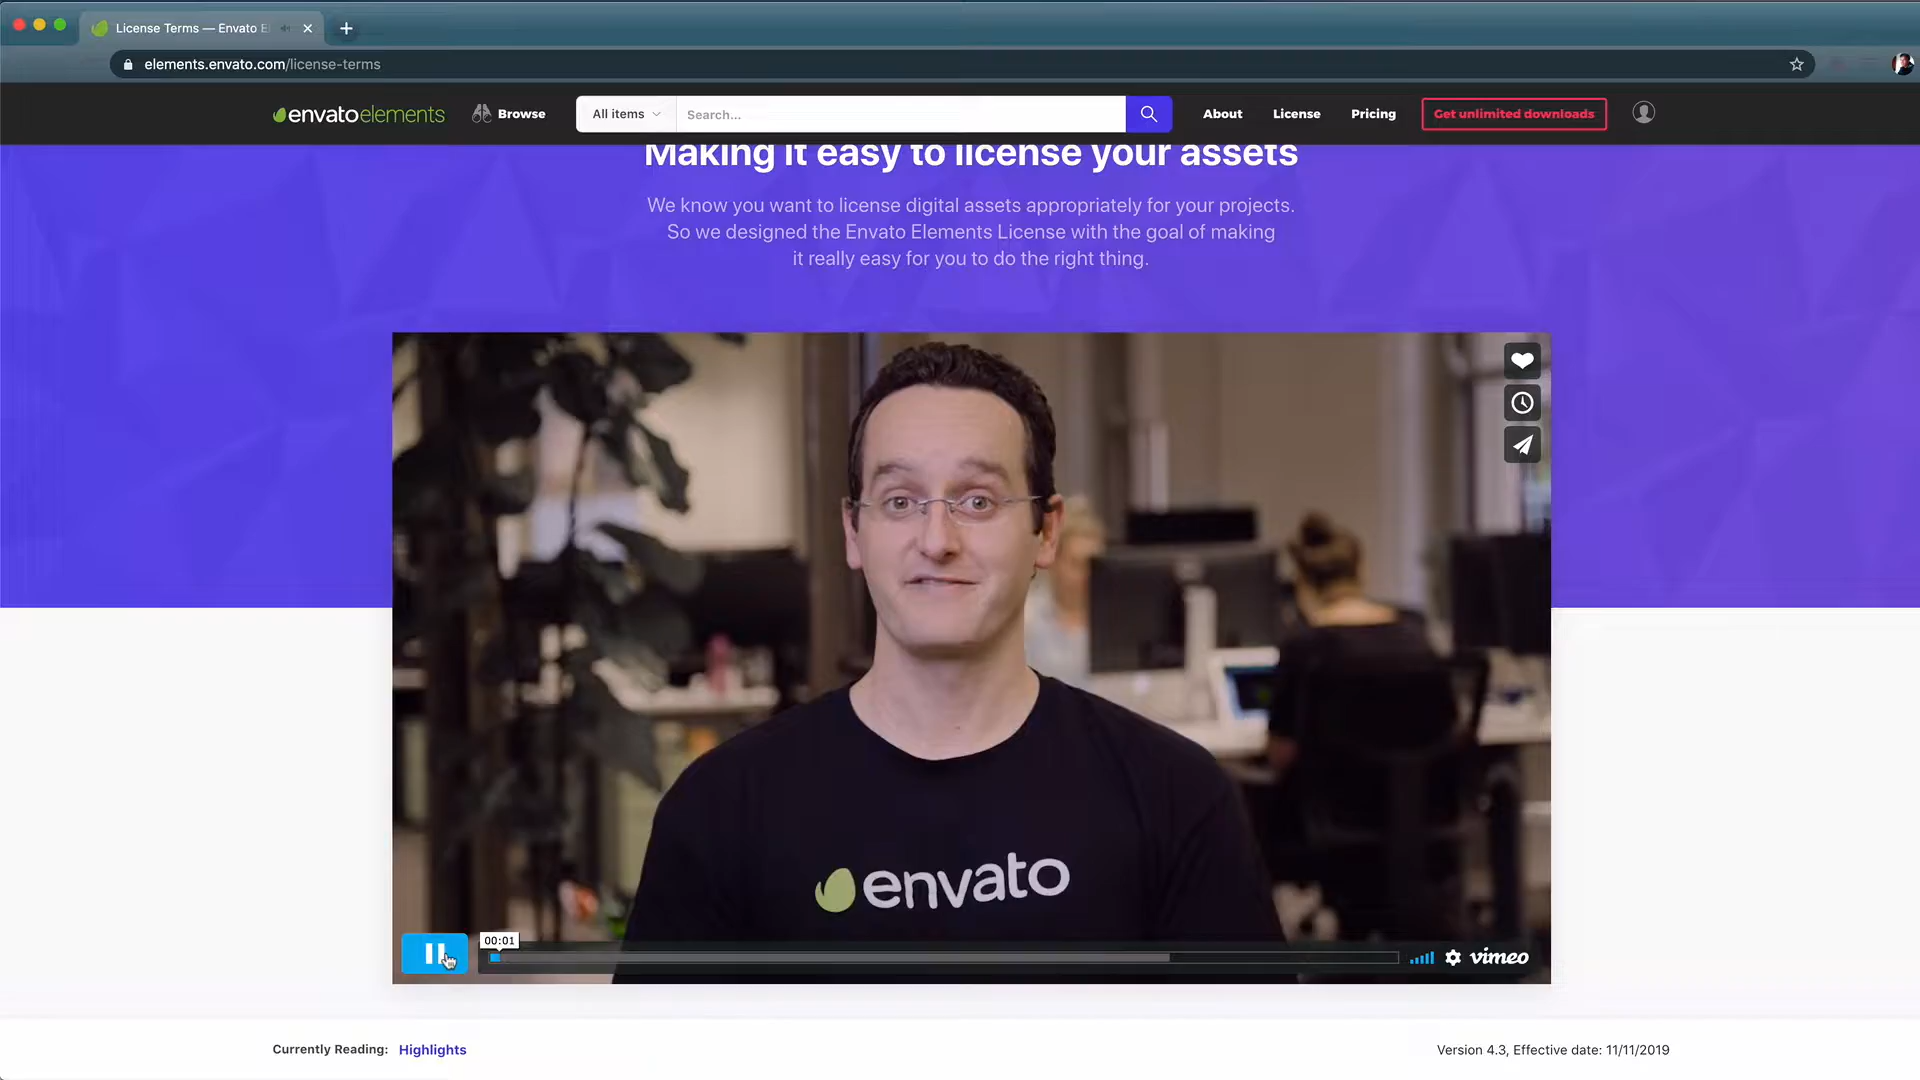 License Terms — Envato E
elements.envato.com/license-terms
envatoelements
Browse
All items
Search...
About
License
Pricing
Get unlimited downloads
Making it easy to license your assets
We know you want to license digital assets appropriately for your projects.
So we designed the Envato Elements License with the goal of making
it really easy for you to do the right thing.
envato
00:01
vimeo
Currently Reading: Highlights
Version 4.3, Effective date: 11/11/2019